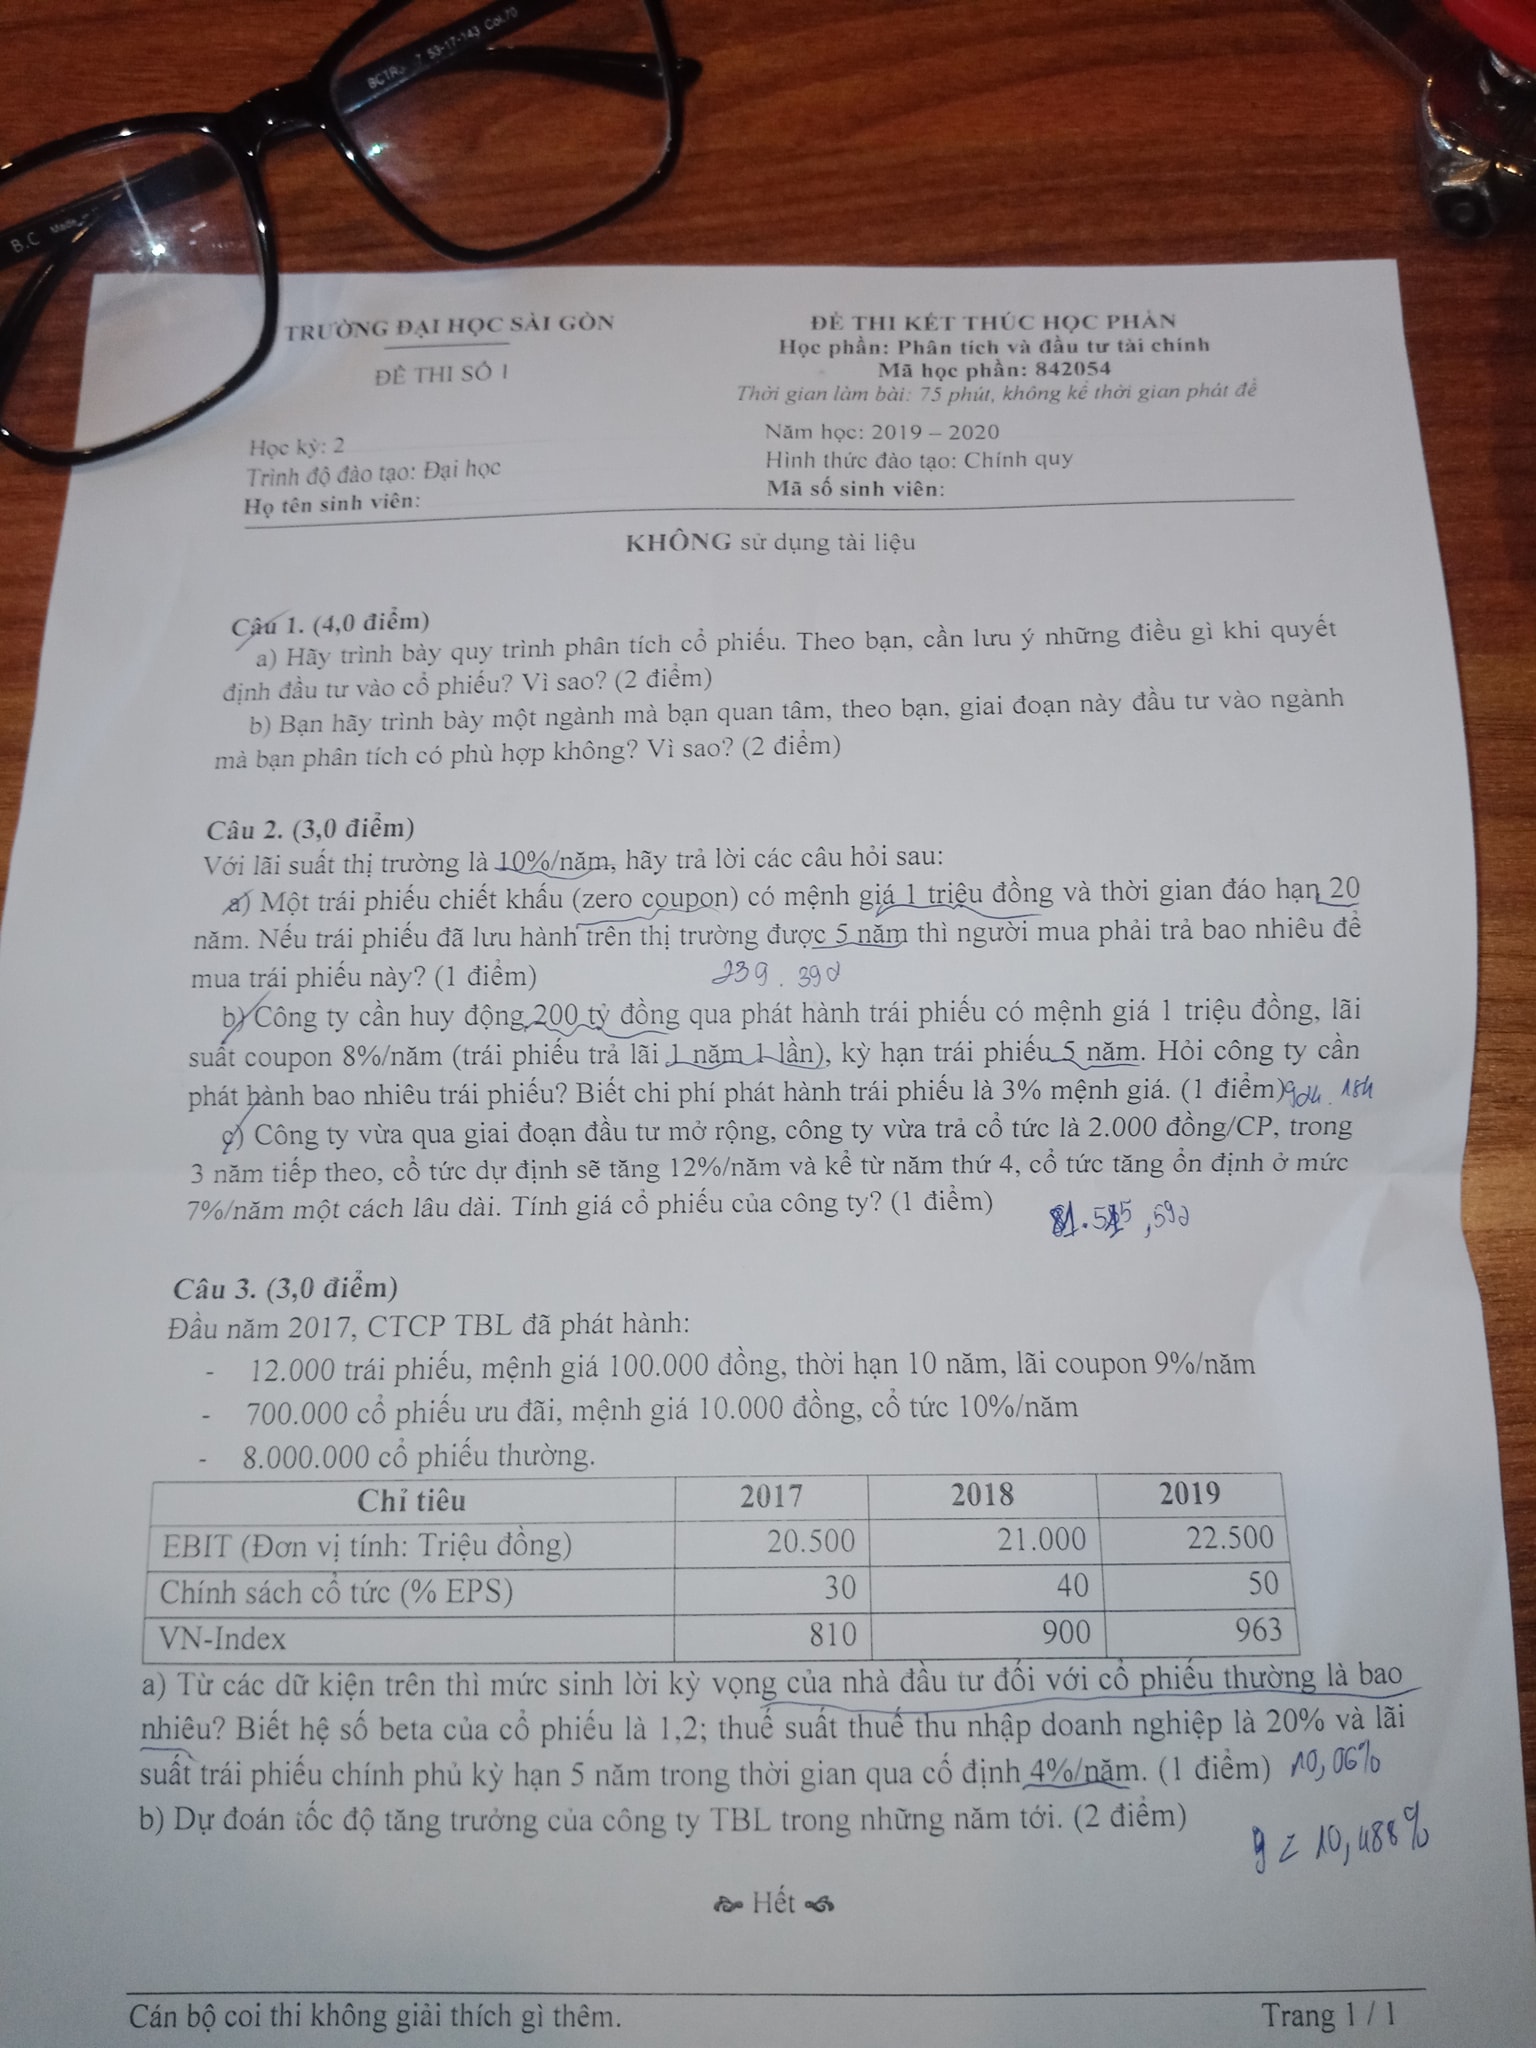 BCTR 7 53-17-143 Col.70
B.C
TRƯỜNG ĐẠI HỌC SÀI GÒN
ĐỀ THI SỐ 1
ĐỀ THI KẾT THÚC HỌC PHẦN
Học phần: Phân tích và đầu tư tài chính
Mã học phần: 842054
Thời gian làm bài: 75 phút, không kể thời gian phát đề
Học kỳ: 2
Năm học: 2019 – 2020
Trình độ đào tạo: Đại học
Hình thức đào tạo: Chính quy
Họ tên sinh viên:
Mã số sinh viên:
KHÔNG sử dụng tài liệu
Câu 1. (4,0 điểm)
a) Hãy trình bày quy trình phân tích cổ phiếu. Theo bạn, cần lưu ý những điều gì khi quyết
định đầu tư vào cổ phiếu? Vì sao? (2 điểm)
b) Bạn hãy trình bày một ngành mà bạn quan tâm, theo bạn, giai đoạn này đầu tư vào ngành
mà bạn phân tích có phù hợp không? Vì sao? (2 điểm)
Câu 2. (3,0 điểm)
Với lãi suất thị trường là 10%/năm, hãy trả lời các câu hỏi sau:
a) Một trái phiếu chiết khấu (zero coupon) có mệnh giá 1 triệu đồng và thời gian đáo hạn 20
năm. Nếu trái phiếu đã lưu hành trên thị trường được 5 năm thì người mua phải trả bao nhiêu để
mua trái phiếu này? (1 điểm) 239.39đ
b) Công ty cần huy động 200 tỷ đồng qua phát hành trái phiếu có mệnh giá 1 triệu đồng, lãi
suất coupon 8%/năm (trái phiếu trả lãi 1 năm 1 lần), kỳ hạn trái phiếu 5 năm. Hỏi công ty cần
phát hành bao nhiêu trái phiếu? Biết chi phí phát hành trái phiếu là 3% mệnh giá. (1 điểm)
c) Công ty vừa qua giai đoạn đầu tư mở rộng, công ty vừa trả cổ tức là 2.000 đồng/CP, trong
3 năm tiếp theo, cổ tức dự định sẽ tăng 12%/năm và kể từ năm thứ 4, cổ tức tăng ổn định ở mức
7%/năm một cách lâu dài. Tính giá cổ phiếu của công ty? (1 điểm)
Câu 3. (3,0 điểm)
Đầu năm 2017, CTCP TBL đã phát hành:
- 12.000 trái phiếu, mệnh giá 100.000 đồng, thời hạn 10 năm, lãi coupon 9%/năm
- 700.000 cổ phiếu ưu đãi, mệnh giá 10.000 đồng, cổ tức 10%/năm
- 8.000.000 cổ phiếu thường.
Chỉ tiêu 2017 2018 2019
EBIT (Đơn vị tính: Triệu đồng) 20.500 21.000 22.500
Chính sách cổ tức (% EPS) 30 40 50
VN-Index 810 900 963
a) Từ các dữ kiện trên thì mức sinh lời kỳ vọng của nhà đầu tư đối với cổ phiếu thường là bao
nhiêu? Biết hệ số beta của cổ phiếu là 1,2; thuế suất thuế thu nhập doanh nghiệp là 20% và lãi
suất trái phiếu chính phủ kỳ hạn 5 năm trong thời gian qua cố định 4%/năm. (1 điểm) 10,06%
b) Dự đoán tốc độ tăng trưởng của công ty TBL trong những năm tới. (2 điểm)
g = 10,488%
Hết
Cán bộ coi thi không giải thích gì thêm.
Trang 1 / 1